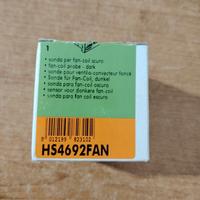 1
• sonda per fan-coil scuro
• fan-coil probe - dark
• sonde pour ventilo-convecteur foncé
• Sonde für Fan-Coil, dunkel
• sonda para fan-coil oscuro
• sensor voor donkere fan-coil
• sonda para fan-coil escuro
8 012199 823102
HS4692FAN